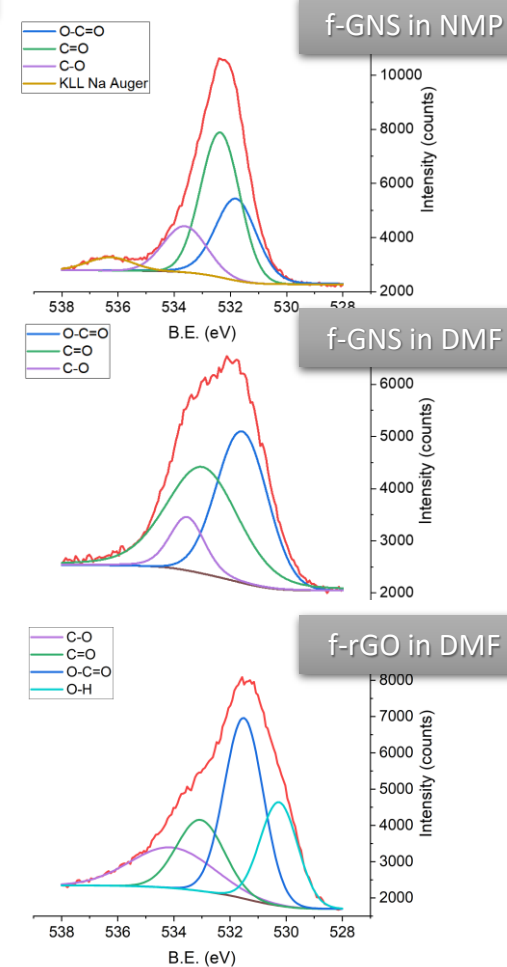 f-GNS in NMP
O-C=O
C=O
C-O
KLL Na Auger
10000
8000
6000
4000
2000
Intensity (counts)
538 536 534 532 530 528
B.E. (eV)
f-GNS in DMF
O-C=O
C=O
C-O
6000
5000
4000
3000
2000
Intensity (counts)
f-rGO in DMF
C-O
C=O
O-C=O
O-H
8000
7000
6000
5000
4000
3000
2000
Intensity (counts)
538 536 534 532 530 528
B.E. (eV)